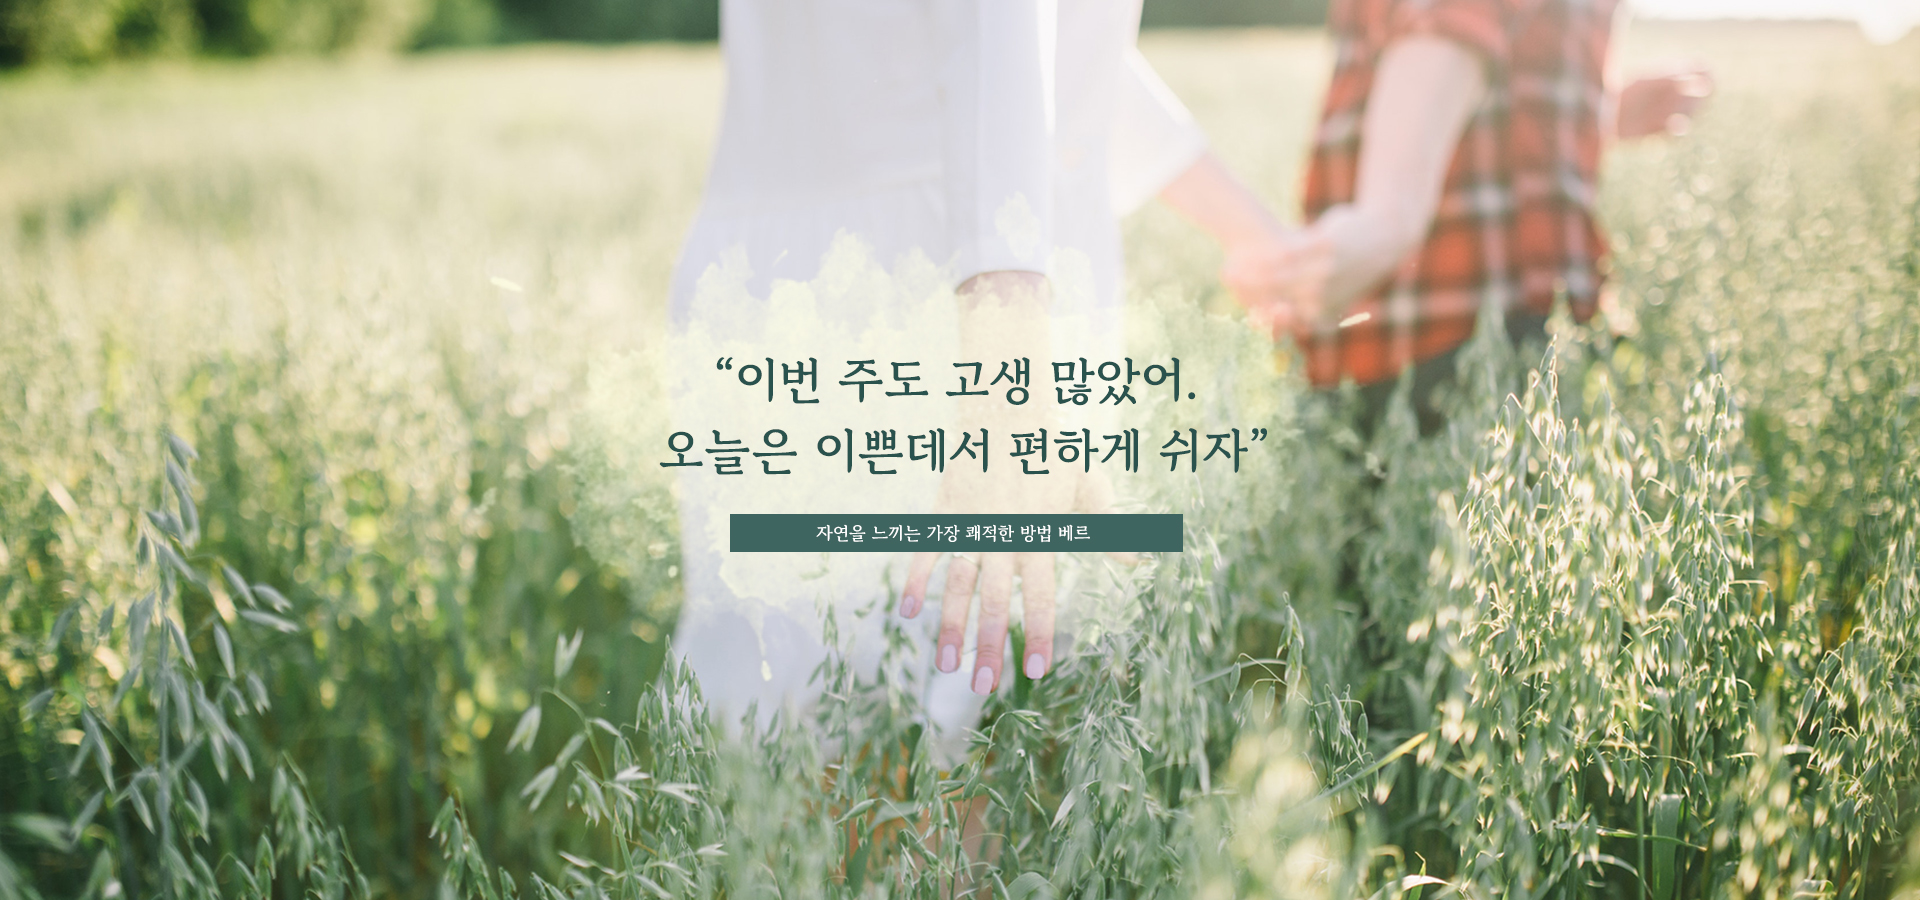 “이번 주도 고생 많았어.
오늘은 이쁜데서 편하게 쉬자”
자연을 느끼는 가장 쾌적한 방법 베르